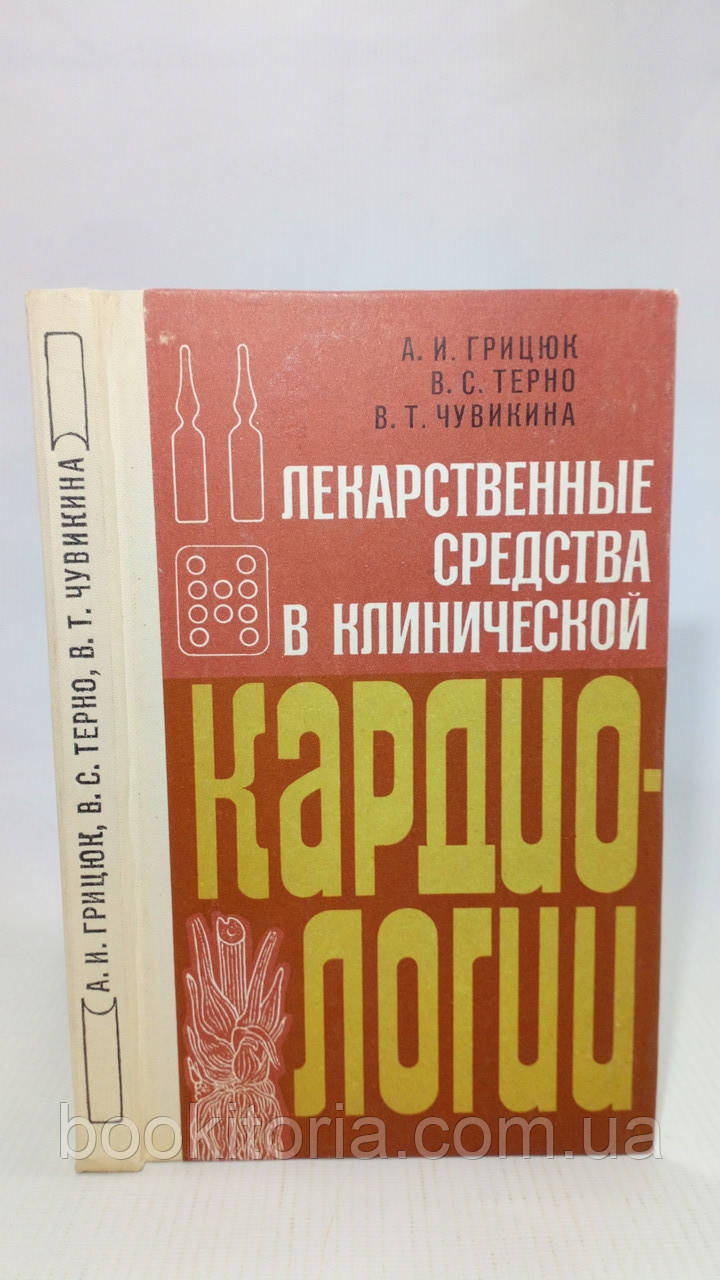 А. И. ГРИЦЮК, В. С. ТЕРНО, В. Т. ЧУВИКИНА
А. И. ГРИЦЮК
В. С. ТЕРНО
В. Т. ЧУВИКИНА
ЛЕКАРСТВЕННЫЕ
СРЕДСТВА
В КЛИНИЧЕСКОЙ
КАРДИО-
ЛОГИИ
bookitoria.com.ua